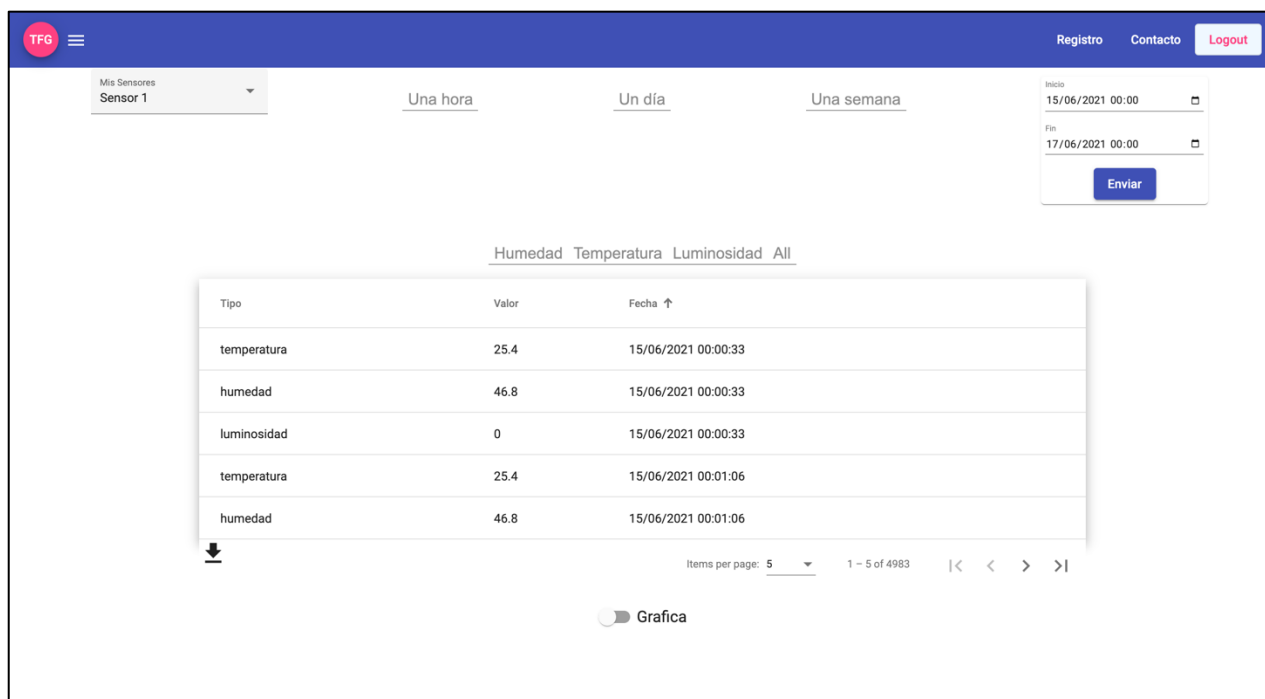 TFG Registro Contacto Logout
Mis Sensores
Sensor 1
Una hora Un día Una semana
Inicio
15/06/2021 00:00
Fin
17/06/2021 00:00
Enviar
Humedad Temperatura Luminosidad All
Tipo Valor Fecha ↑
temperatura 25.4 15/06/2021 00:00:33
humedad 46.8 15/06/2021 00:00:33
luminosidad 0 15/06/2021 00:00:33
temperatura 25.4 15/06/2021 00:01:06
humedad 46.8 15/06/2021 00:01:06
Items per page: 5 1 – 5 of 4983
Grafica